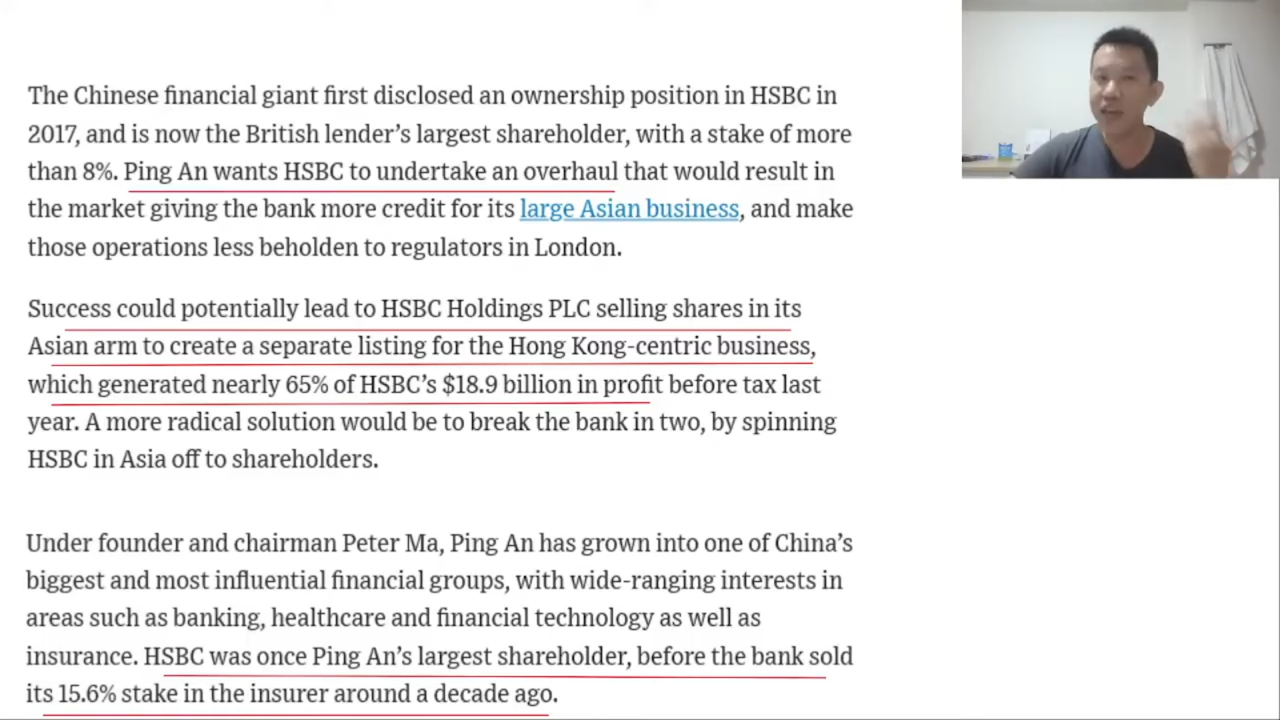 The Chinese financial giant first disclosed an ownership position in HSBC in
2017, and is now the British lender’s largest shareholder, with a stake of more
than 8%. Ping An wants HSBC to undertake an overhaul that would result in
the market giving the bank more credit for its large Asian business, and make
those operations less beholden to regulators in London.
Success could potentially lead to HSBC Holdings PLC selling shares in its
Asian arm to create a separate listing for the Hong Kong-centric business,
which generated nearly 65% of HSBC’s $18.9 billion in profit before tax last
year. A more radical solution would be to break the bank in two, by spinning
HSBC in Asia off to shareholders.
Under founder and chairman Peter Ma, Ping An has grown into one of China’s
biggest and most influential financial groups, with wide-ranging interests in
areas such as banking, healthcare and financial technology as well as
insurance. HSBC was once Ping An’s largest shareholder, before the bank sold
its 15.6% stake in the insurer around a decade ago.